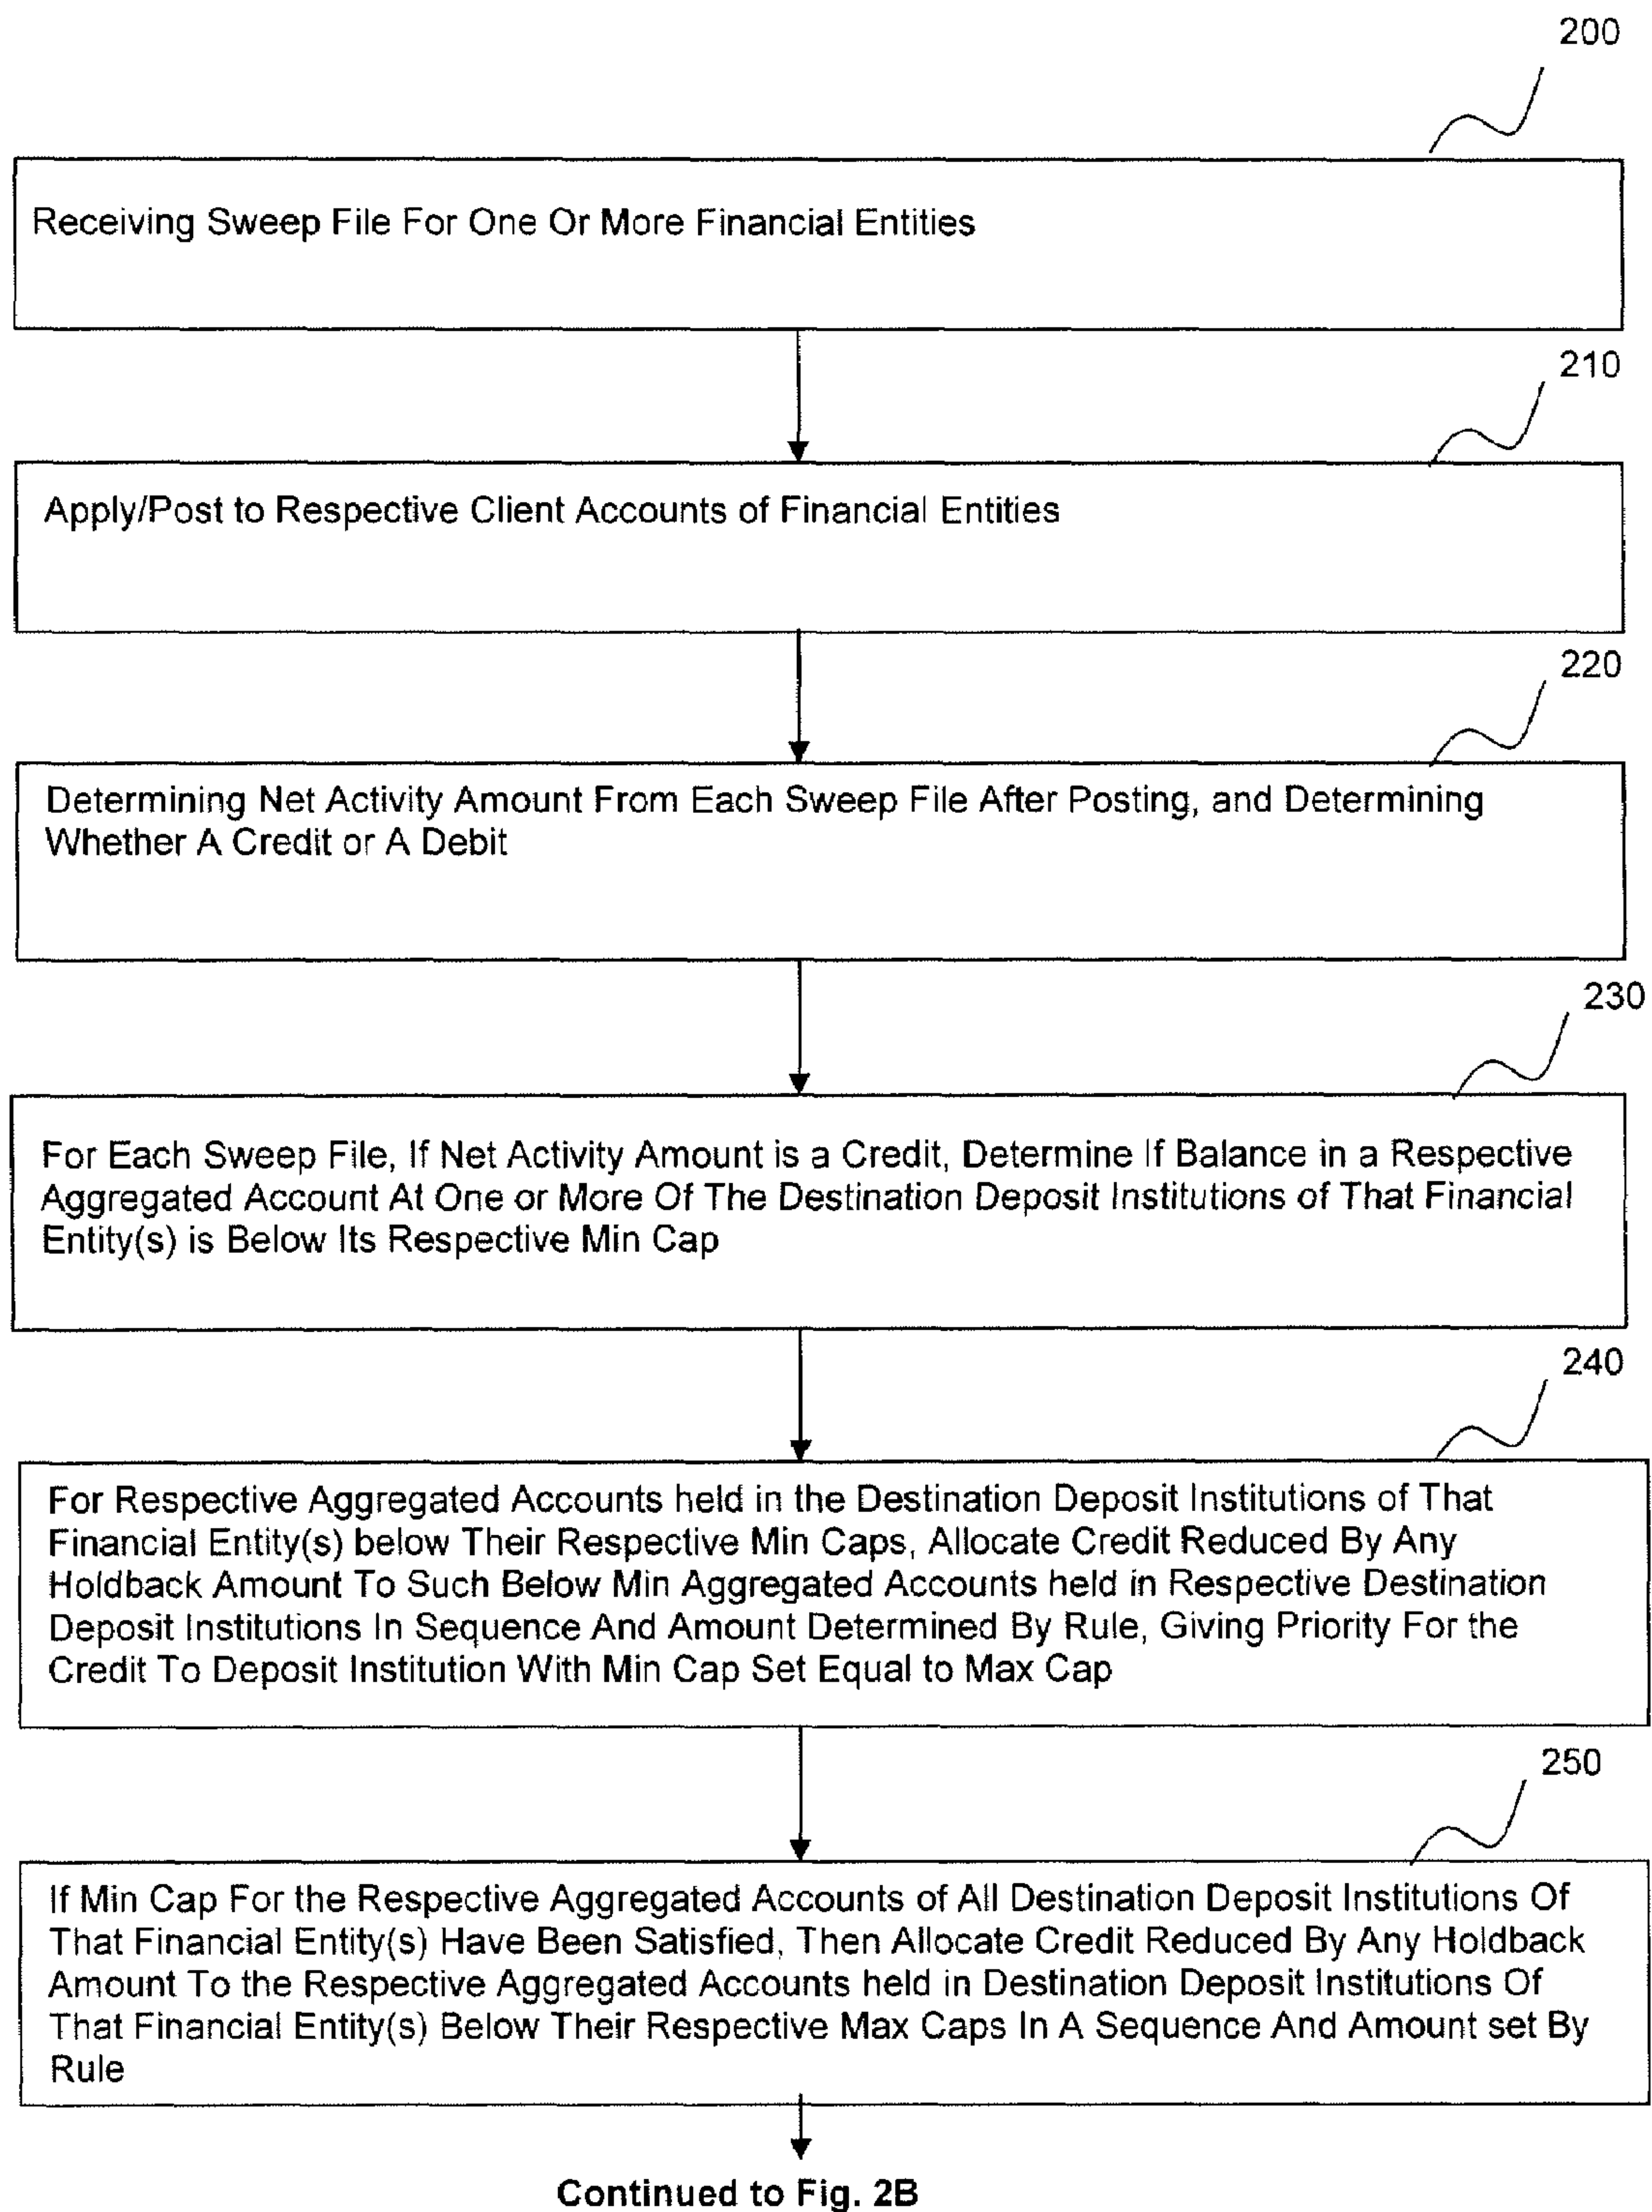 200
Receiving Sweep File For One Or More Financial Entities
210
Apply/Post to Respective Client Accounts of Financial Entities
220
Determining Net Activity Amount From Each Sweep File After Posting, and Determining
Whether A Credit or A Debit
230
For Each Sweep File, If Net Activity Amount is a Credit, Determine If Balance in a Respective
Aggregated Account At One or More Of The Destination Deposit Institutions of That Financial
Entity(s) is Below Its Respective Min Cap
240
For Respective Aggregated Accounts held in the Destination Deposit Institutions of That
Financial Entity(s) below Their Respective Min Caps, Allocate Credit Reduced By Any
Holdback Amount To Such Below Min Aggregated Accounts held in Respective Destination
Deposit Institutions In Sequence And Amount Determined By Rule, Giving Priority For the
Credit To Deposit Institution With Min Cap Set Equal to Max Cap
250
If Min Cap For the Respective Aggregated Accounts of All Destination Deposit Institutions Of
That Financial Entity(s) Have Been Satisfied, Then Allocate Credit Reduced By Any Holdback
Amount To the Respective Aggregated Accounts held in Destination Deposit Institutions Of
That Financial Entity(s) Below Their Respective Max Caps In A Sequence And Amount set By
Rule
Continued to Fig. 2B